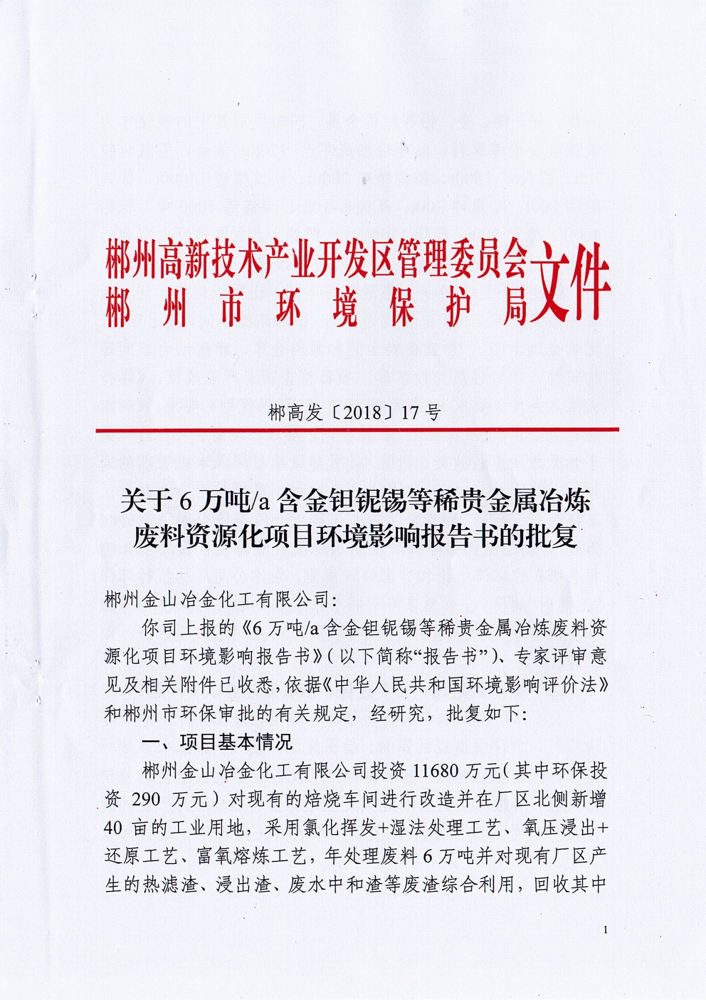 郴州高新技术产业开发区管理委员会
郴州市环境保护局
文件
郴高发〔2018〕17号
关于6万吨/a含金钽铌锡等稀贵金属冶炼
废料资源化项目环境影响报告书的批复
郴州金山冶金化工有限公司：
你司上报的《6万吨/a含金钽铌锡等稀贵金属冶炼废料资
源化项目环境影响报告书》（以下简称“报告书”）、专家评审意
见及相关附件已收悉，依据《中华人民共和国环境影响评价法》
和郴州市环保审批的有关规定，经研究，批复如下：
一、项目基本情况
郴州金山冶金化工有限公司投资11680万元（其中环保投
资290万元）对现有的焙烧车间进行改造并在厂区北侧新增
40亩的工业用地，采用氯化挥发+湿法处理工艺、氧压浸出+
还原工艺、富氧熔炼工艺，年处理废料6万吨并对现有厂区产
生的热滤渣、浸出渣、废水中和渣等废渣综合利用，回收其中
1